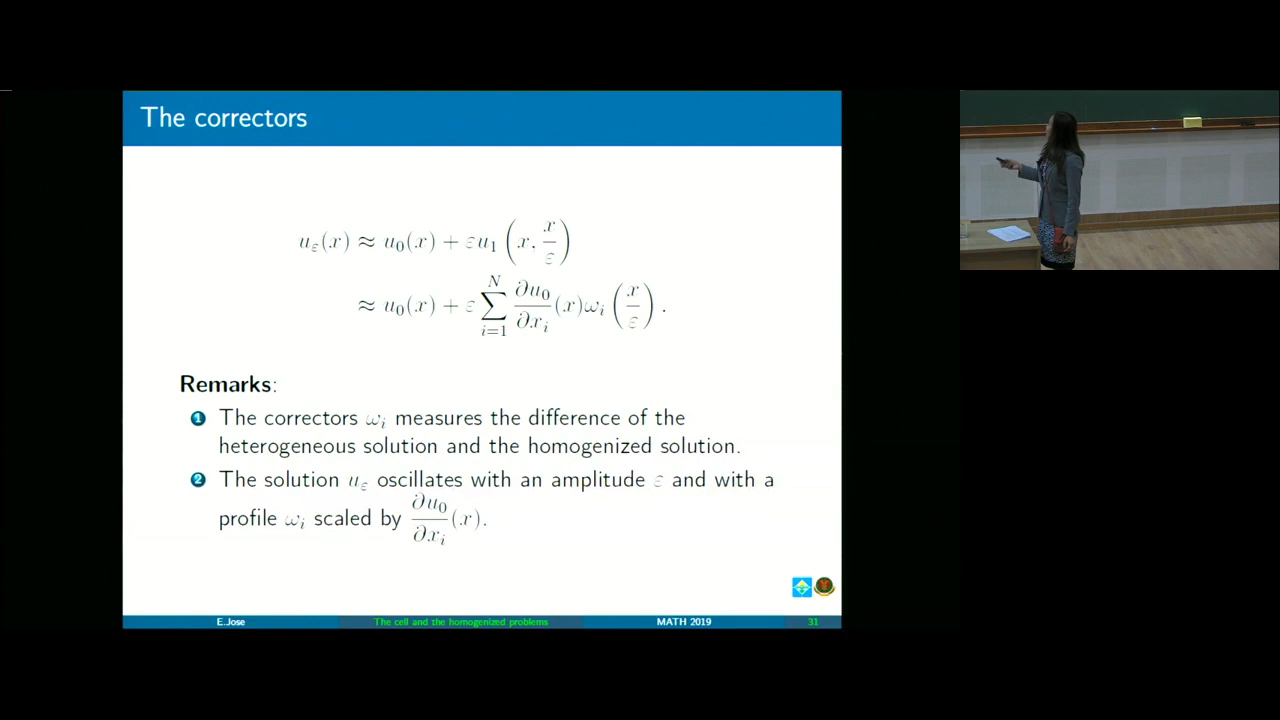 The correctors
u_ε(x) ≈ u_0(x) + εu_1 (x, x/ε)
≈ u_0(x) + ε ∑_{i=1}^{N} ∂u_0/∂x_i (x)ω_i (x/ε) .
Remarks:
1 The correctors ω_i measures the difference of the
heterogeneous solution and the homogenized solution.
2 The solution u_ε oscillates with an amplitude ε and with a
profile ω_i scaled by ∂u_0/∂x_i (x).
E.Jose The cell and the homogenized problems MATH 2019 31